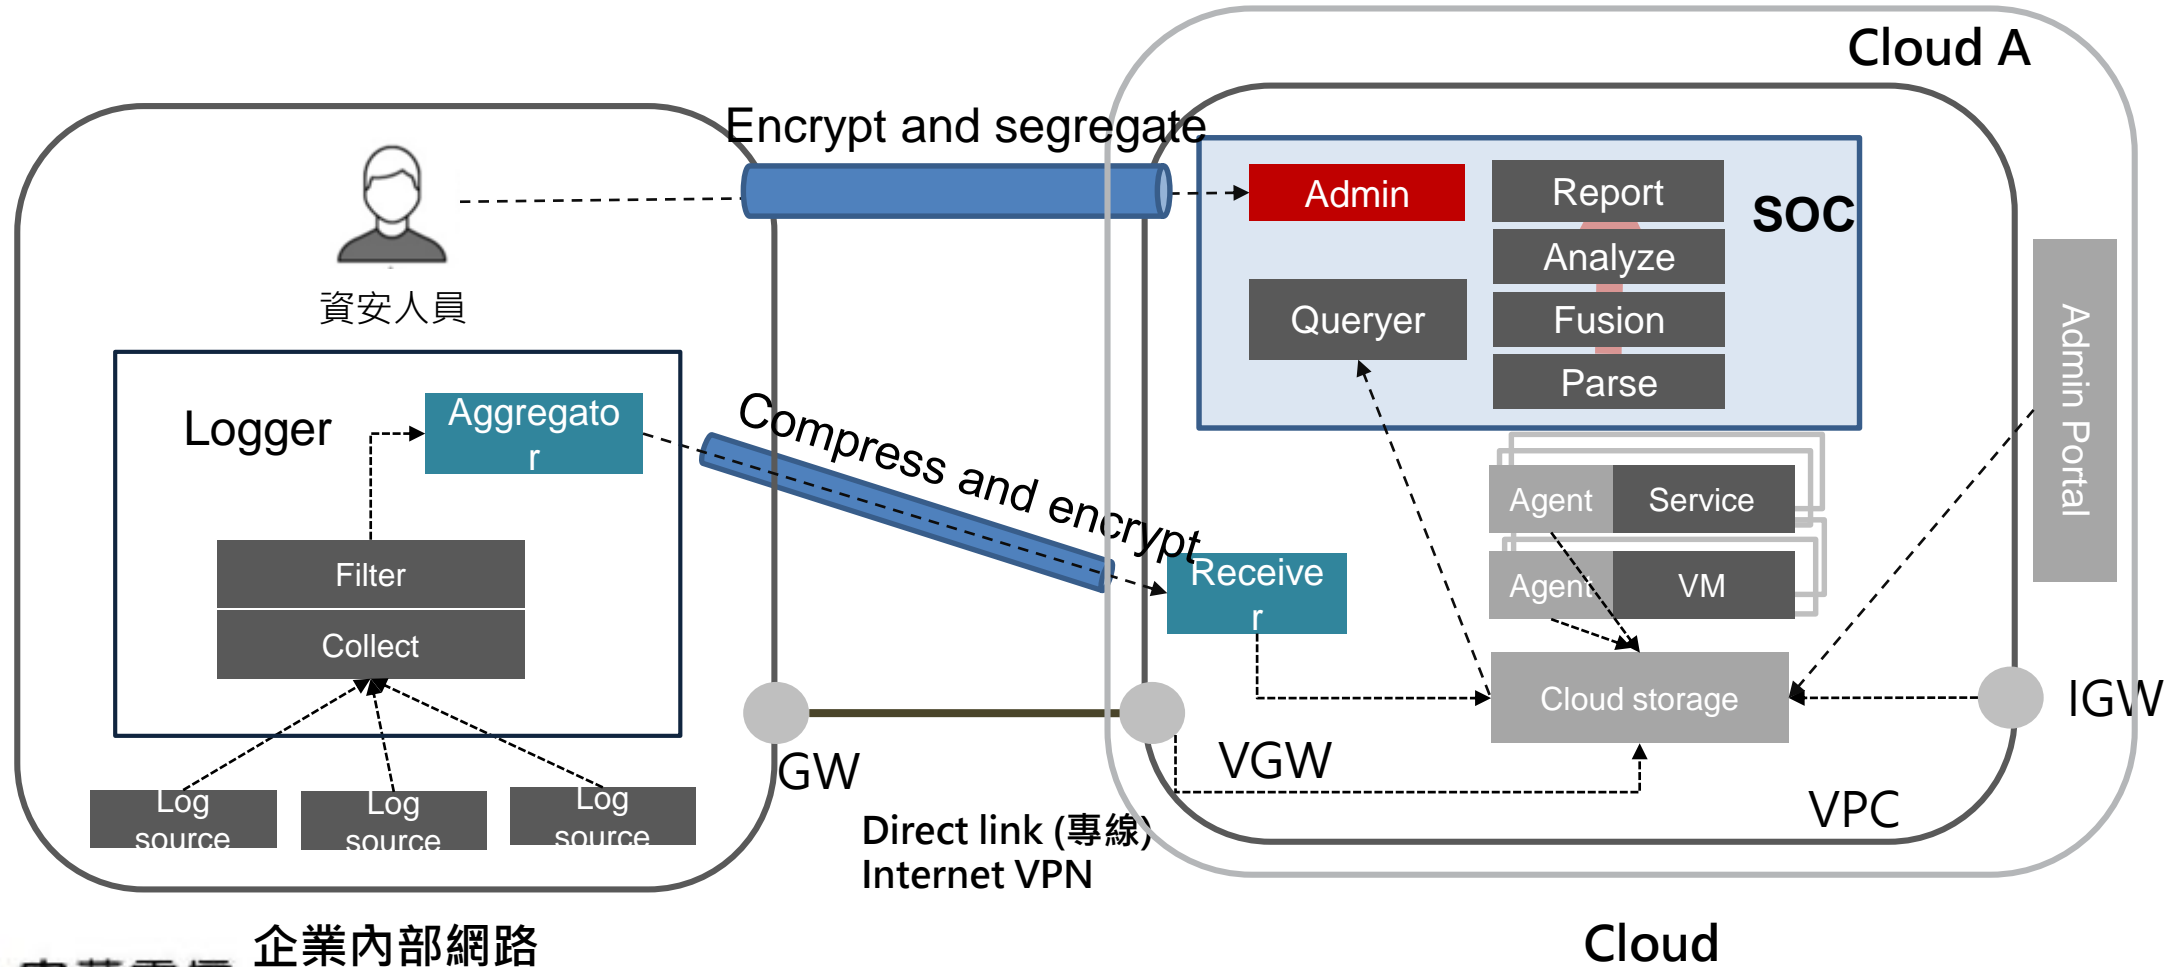 Cloud A
Encrypt and segregate
Admin
Report
SOC
Analyze
Queryer
Fusion
Parse
資安人員
Admin Portal
Logger
Aggregato
r
Compress and encrypt
Agent
Service
Filter
Receive
r
Agent
VM
Collect
Cloud storage
IGW
GW
VGW
VPC
Log
source
Log
source
Log
source
Direct link (專線)
Internet VPN
企業內部網路
Cloud